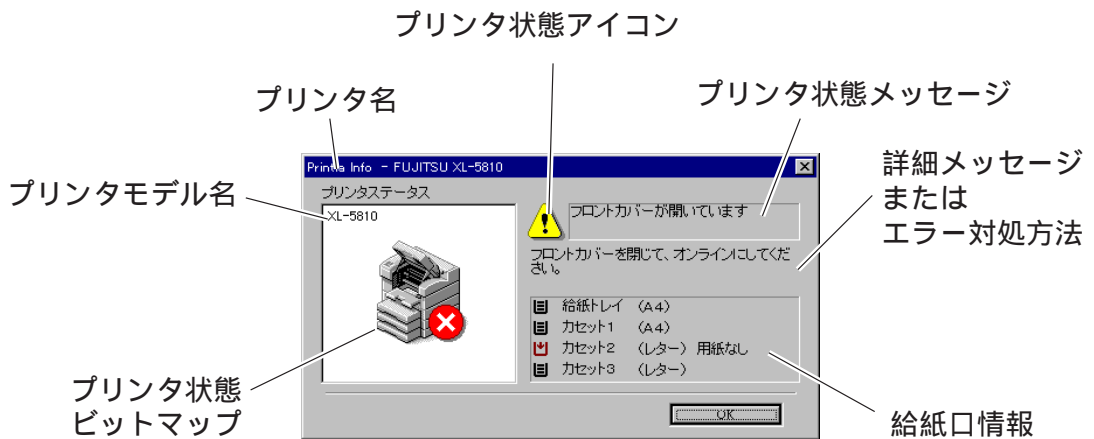 プリンタ状態アイコン
プリンタ名
プリンタ状態メッセージ
プリンタモデル名
詳細メッセージ
または
エラー対処方法
Printia Info - FUJITSU XL-5810
プリンタステータス
XL-5810
フロントカバーが開いています
フロントカバーを閉じて、オンラインにしてくだ
さい。
給紙トレイ (A4)
カセット1 (A4)
カセット2 (レター) 用紙なし
カセット3 (レター)
OK
プリンタ状態
ビットマップ
給紙口情報